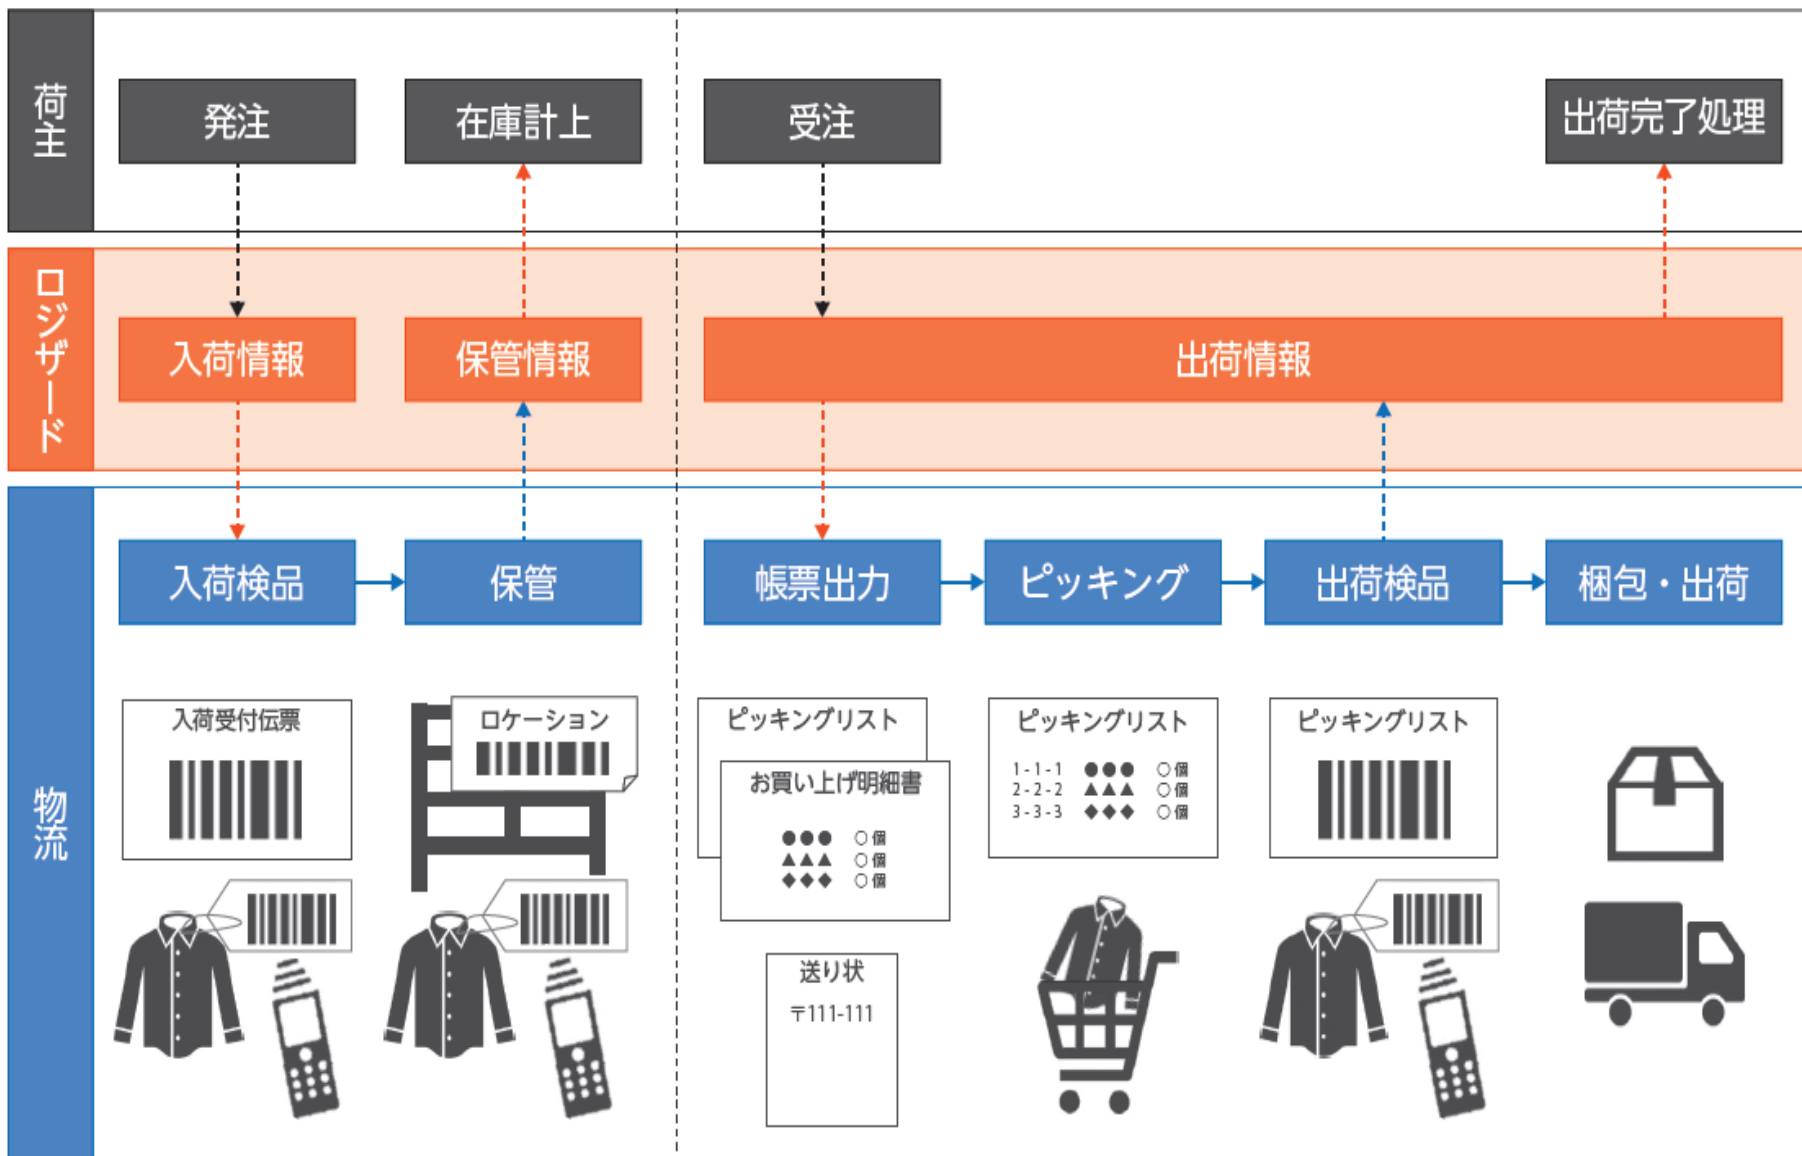 荷主
発注
在庫計上
受注
出荷完了処理
ロジザード
入荷情報
保管情報
出荷情報
物流
入荷検品
保管
帳票出力
ピッキング
出荷検品
梱包・出荷
入荷受付伝票
ロケーション
ピッキングリスト
お買い上げ明細書
●●● ○個
▲▲▲ ○個
◆◆◆ ○個
送り状
〒111-111
ピッキングリスト
1-1-1 ●●● ○個
2-2-2 ▲▲▲ ○個
3-3-3 ◆◆◆ ○個
ピッキングリスト